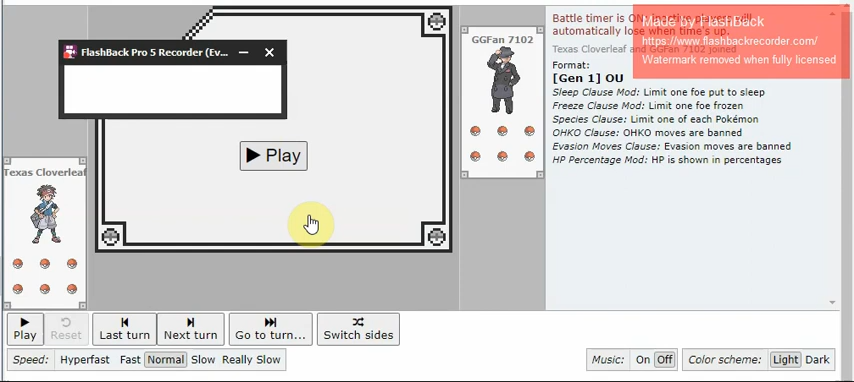 FlashBack Pro 5 Recorder (Ev...
Play
Texas Cloverleaf
GGFan 7102
Battle timer is ON: inactive players will
automatically lose when time's up.
Texas Cloverleaf and GGFan 7102 joined
Format:
[Gen 1] OU
Sleep Clause Mod: Limit one foe put to sleep
Freeze Clause Mod: Limit one foe frozen
Species Clause: Limit one of each Pokémon
OHKO Clause: OHKO moves are banned
Evasion Moves Clause: Evasion moves are banned
HP Percentage Mod: HP is shown in percentages
Made by FlashBack
https://www.flashbackrecorder.com/
Watermark removed when fully licensed
Play
Reset
Last turn
Next turn
Go to turn...
Switch sides
Speed: Hyperfast Fast Normal Slow Really Slow
Music: On Off
Color scheme: Light Dark